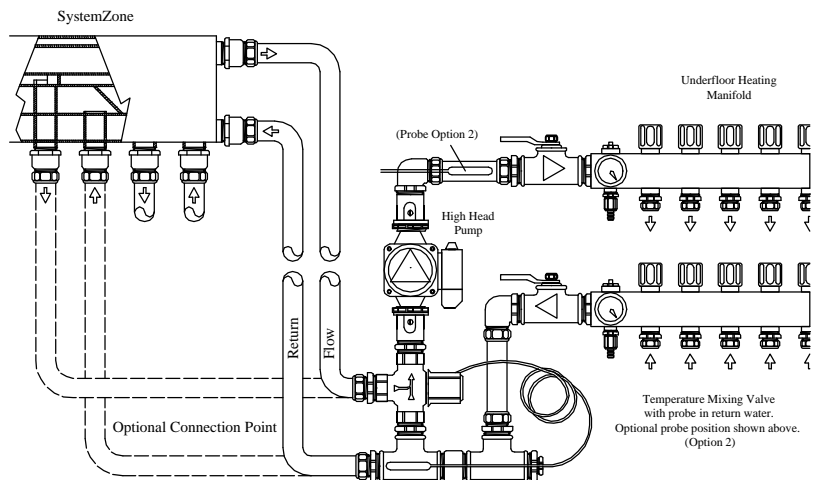 SystemZone
Underfloor Heating
Manifold
(Probe Option 2)
High Head
Pump
Return
Flow
Optional Connection Point
Temperature Mixing Valve
with probe in return water.
Optional probe position shown above.
(Option 2)